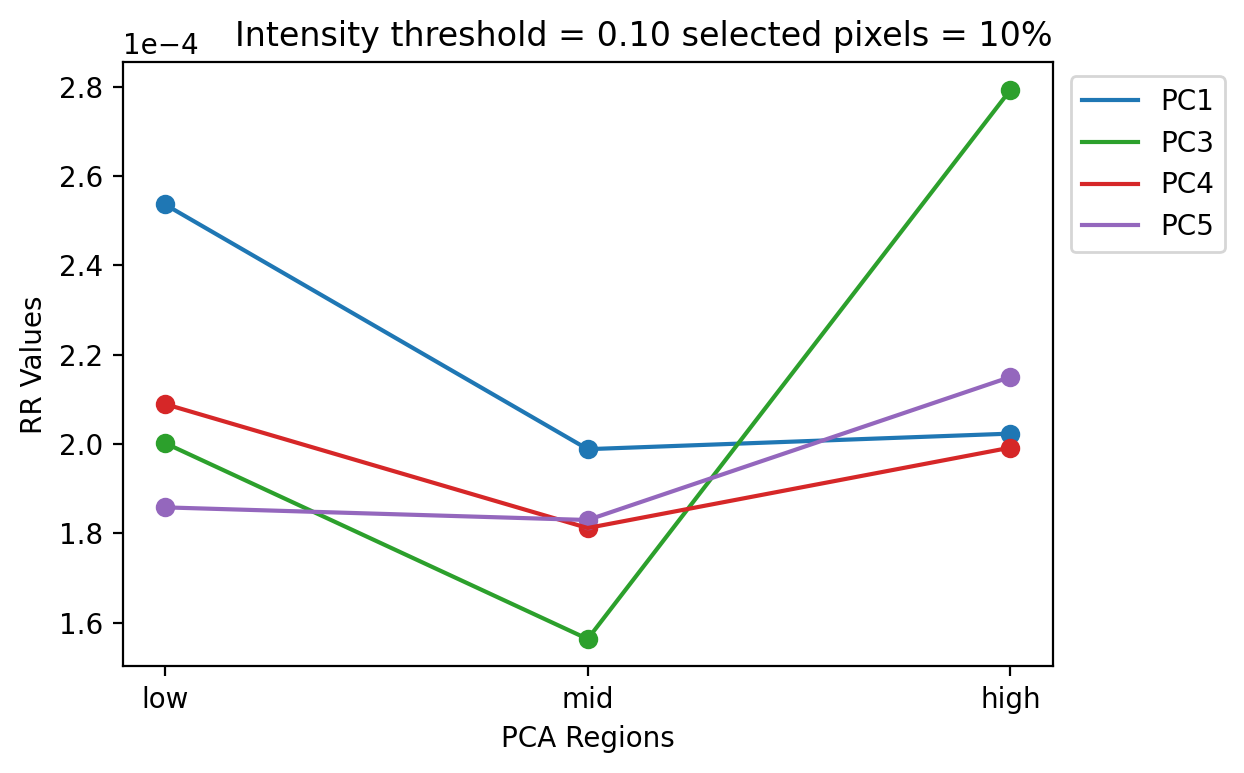 Intensity threshold = 0.10 selected pixels = 10%
1e−4
2.8
2.6
2.4
2.2
2.0
1.8
1.6
RR Values
low
mid
high
PCA Regions
PC1
PC3
PC4
PC5